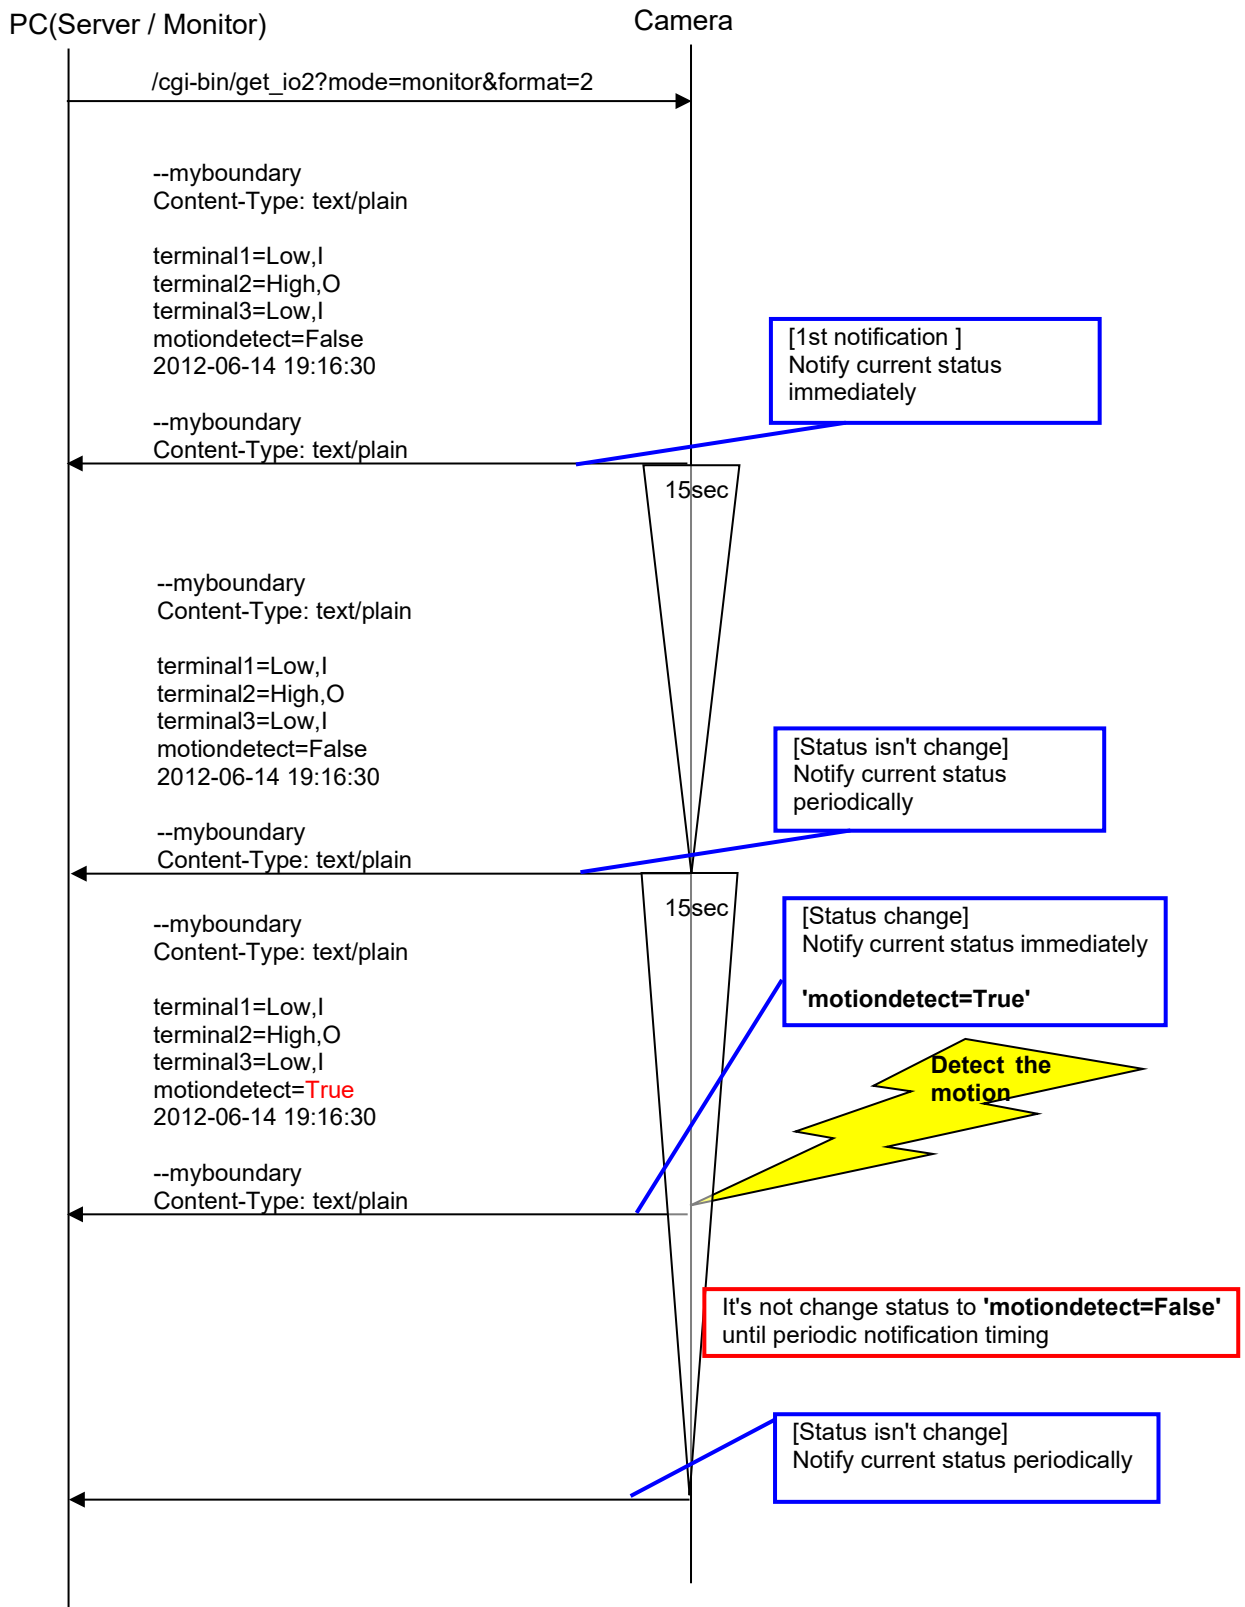 PC(Server / Monitor)
Camera
/cgi-bin/get_io2?mode=monitor&format=2
--myboundary
Content-Type: text/plain
terminal1=Low,I
terminal2=High,O
terminal3=Low,I
motiondetect=False
2012-06-14 19:16:30
--myboundary
Content-Type: text/plain
[1st notification ]
Notify current status
immediately
15sec
--myboundary
Content-Type: text/plain
terminal1=Low,I
terminal2=High,O
terminal3=Low,I
motiondetect=False
2012-06-14 19:16:30
--myboundary
Content-Type: text/plain
[Status isn't change]
Notify current status
periodically
15sec
--myboundary
Content-Type: text/plain
terminal1=Low,I
terminal2=High,O
terminal3=Low,I
motiondetect=True
2012-06-14 19:16:30
--myboundary
Content-Type: text/plain
[Status change]
Notify current status immediately
'motiondetect=True'
Detect the
motion
It's not change status to 'motiondetect=False'
until periodic notification timing
[Status isn't change]
Notify current status periodically